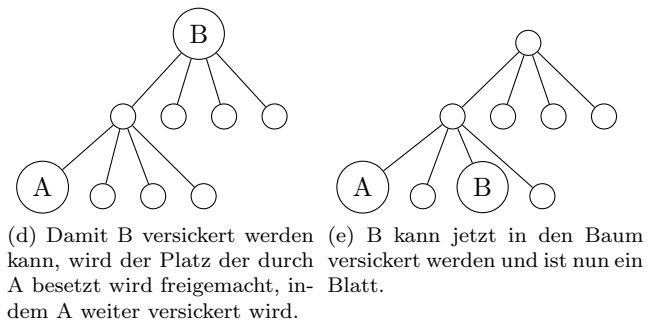 B
A
A
B
(d) Damit B versickert werden
kann, wird der Platz der durch
A besetzt wird freigemacht, in-
dem A weiter versickert wird.
(e) B kann jetzt in den Baum
versickert werden und ist nun ein
Blatt.